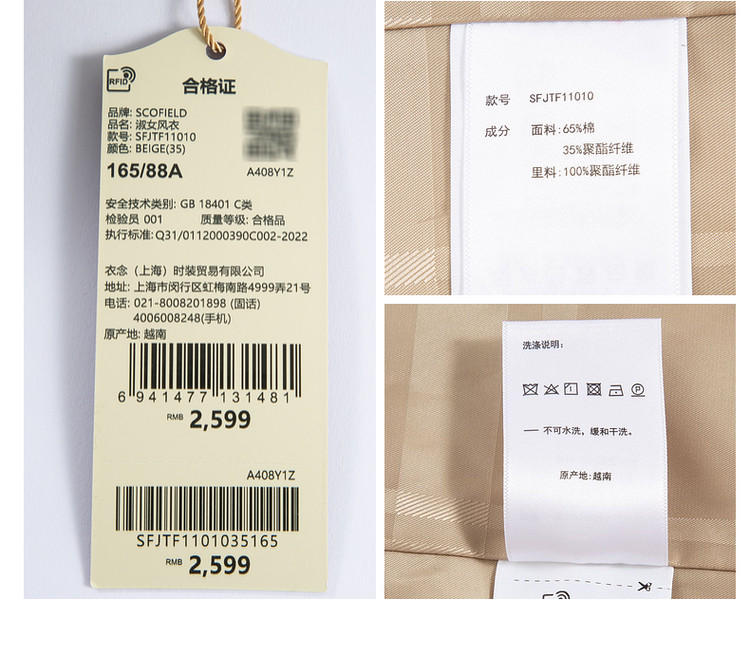 RFID
合格证
品牌: SCOFIELD
品名: 淑女风衣
款号: SFJTF11010
颜色: BEIGE(35)
165/88A
A408Y1Z
安全技术类别: GB 18401 C类
检验员 001 质量等级: 合格品
执行标准: Q31/0112000390C002-2022
衣念（上海）时装贸易有限公司
地址: 上海市闵行区虹梅南路4999弄21号
电话: 021-8008201898 (固话)
4006008248(手机)
原产地: 越南
6 941477 131481
RMB 2,599
A408Y1Z
SFJTF1101035165
RMB 2,599
款号 SFJTF11010
成分 面料: 65%棉
35%聚酯纤维
里料: 100%聚酯纤维
洗涤说明:
— 不可水洗，缓和干洗。
原产地: 越南